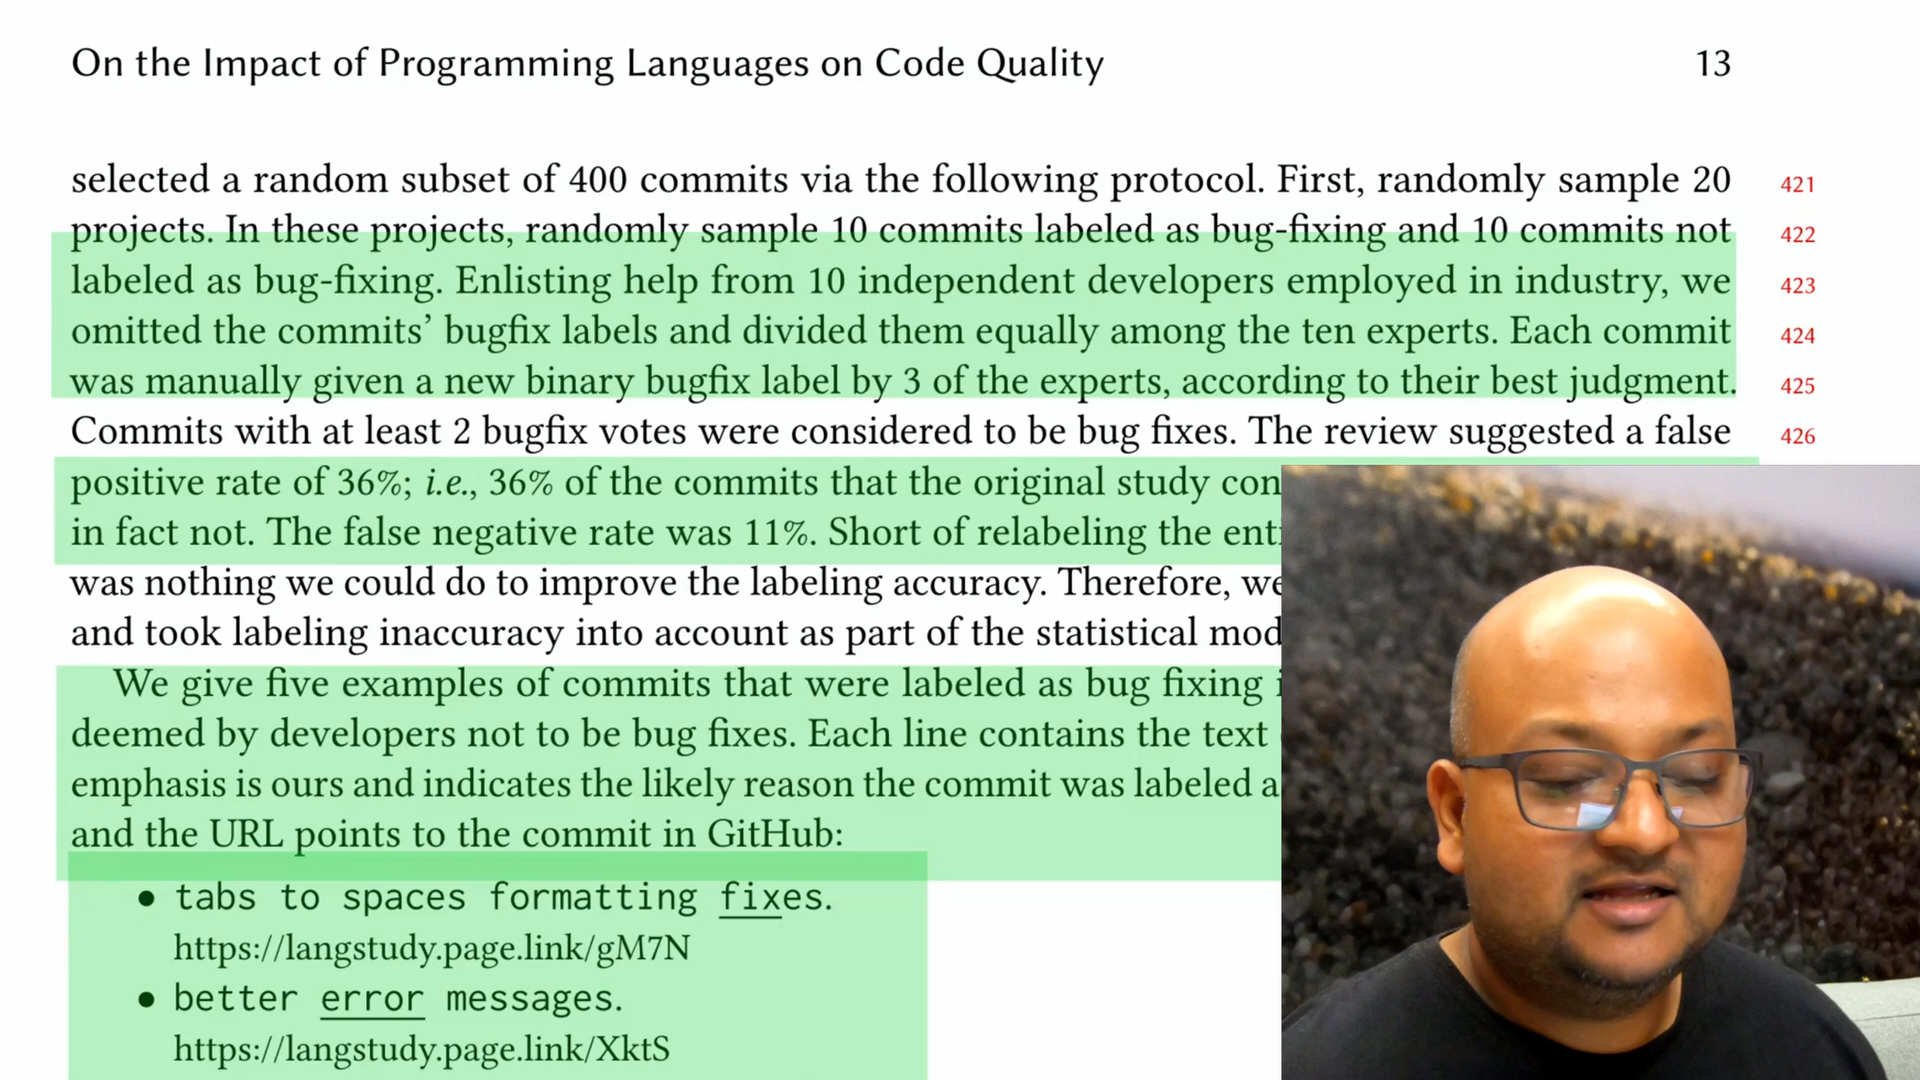 On the Impact of Programming Languages on Code Quality 13
selected a random subset of 400 commits via the following protocol. First, randomly sample 20 421
projects. In these projects, randomly sample 10 commits labeled as bug-fixing and 10 commits not 422
labeled as bug-fixing. Enlisting help from 10 independent developers employed in industry, we 423
omitted the commits’ bugfix labels and divided them equally among the ten experts. Each commit 424
was manually given a new binary bugfix label by 3 of the experts, according to their best judgment. 425
Commits with at least 2 bugfix votes were considered to be bug fixes. The review suggested a false 426
positive rate of 36%; i.e., 36% of the commits that the original study con
in fact not. The false negative rate was 11%. Short of relabeling the ent
was nothing we could do to improve the labeling accuracy. Therefore, we
and took labeling inaccuracy into account as part of the statistical mod
We give five examples of commits that were labeled as bug fixing i
deemed by developers not to be bug fixes. Each line contains the text
emphasis is ours and indicates the likely reason the commit was labeled a
and the URL points to the commit in GitHub:
• tabs to spaces formatting fixes.
https://langstudy.page.link/gM7N
• better error messages.
https://langstudy.page.link/XktS